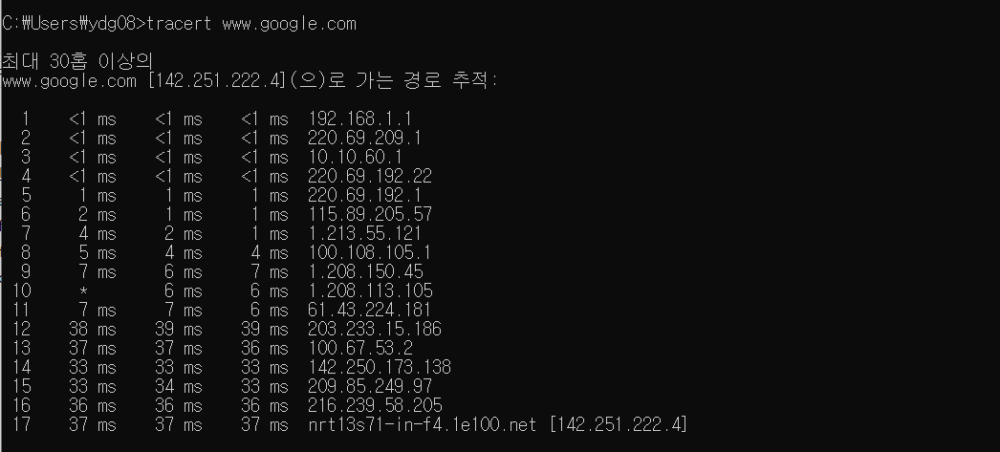 C:₩Users₩ydg08>tracert www.google.com
최대 30홉 이상의
www.google.com [142.251.222.4](으)로 가는 경로 추적:
1 <1 ms <1 ms <1 ms 192.168.1.1
2 <1 ms <1 ms <1 ms 220.69.209.1
3 <1 ms <1 ms <1 ms 10.10.60.1
4 <1 ms <1 ms <1 ms 220.69.192.22
5 1 ms 1 ms 1 ms 220.69.192.1
6 2 ms 1 ms 1 ms 115.89.205.57
7 4 ms 2 ms 1 ms 1.213.55.121
8 5 ms 4 ms 4 ms 100.108.105.1
9 7 ms 6 ms 7 ms 1.208.150.45
10 * 6 ms 6 ms 1.208.113.105
11 7 ms 7 ms 6 ms 61.43.224.181
12 38 ms 39 ms 39 ms 203.233.15.186
13 37 ms 37 ms 36 ms 100.67.53.2
14 33 ms 33 ms 33 ms 142.250.173.138
15 33 ms 34 ms 33 ms 209.85.249.97
16 36 ms 36 ms 36 ms 216.239.58.205
17 37 ms 37 ms 37 ms nrt13s71-in-f4.1e100.net [142.251.222.4]